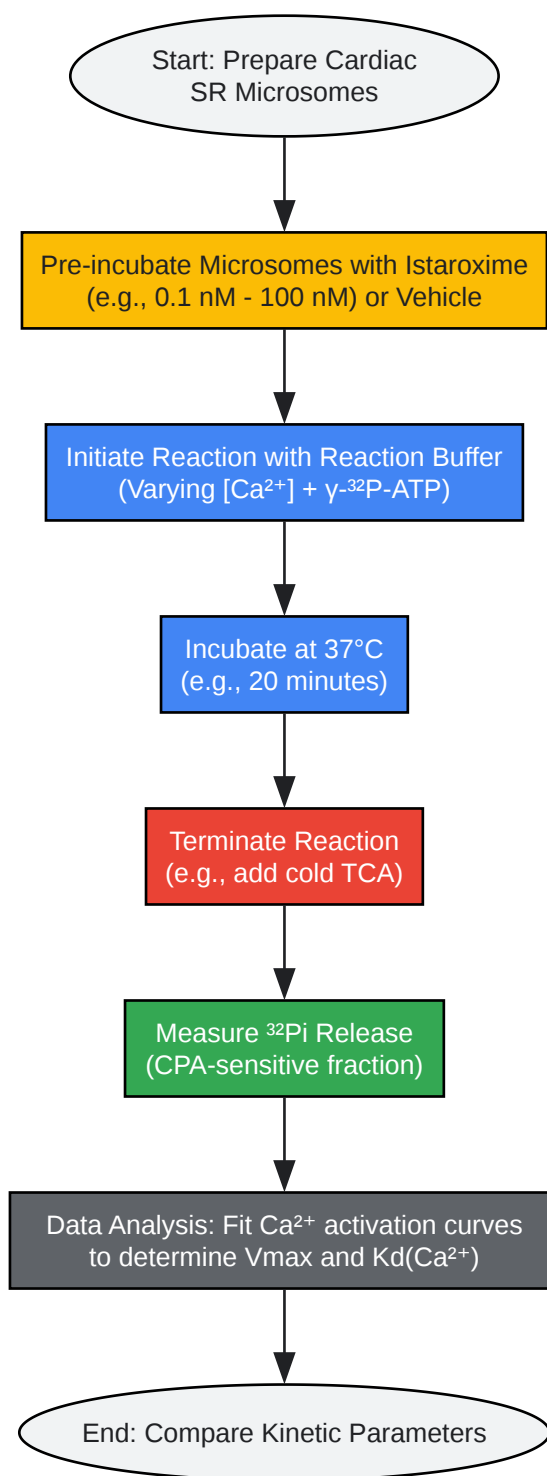 Start: Prepare Cardiac
SR Microsomes
Pre-incubate Microsomes with Istaroxime
(e.g., 0.1 nM - 100 nM) or Vehicle
Initiate Reaction with Reaction Buffer
(Varying [Ca²⁺] + γ-³²P-ATP)
Incubate at 37°C
(e.g., 20 minutes)
Terminate Reaction
(e.g., add cold TCA)
Measure ³²Pi Release
(CPA-sensitive fraction)
Data Analysis: Fit Ca²⁺ activation curves
to determine Vmax and Kd(Ca²⁺)
End: Compare Kinetic Parameters